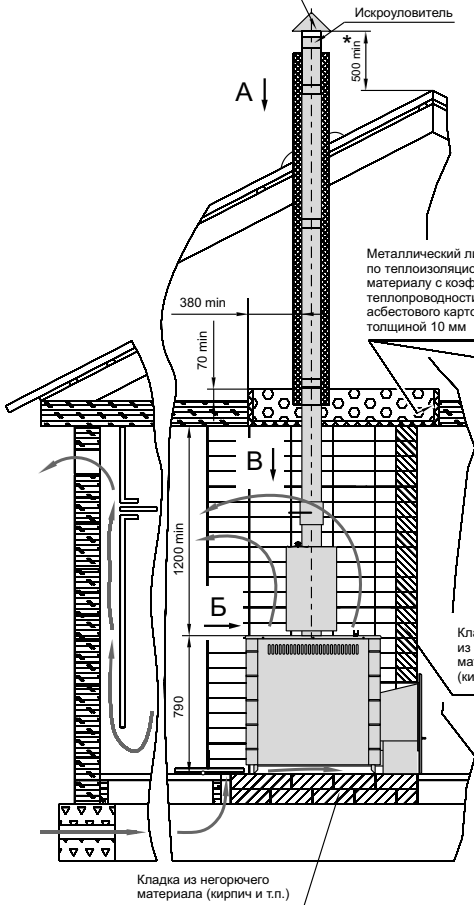 Искроуловитель
*
500 min
А
Металлический ли
по теплоизоляцио
материалу с коэф
теплопроводности
асбестового карто
толщиной 10 мм
380 min
70 min
В
1200 min
Б
790
Кла
из
ма
(ки
Кладка из негорючего
материала (кирпич и т.п.)